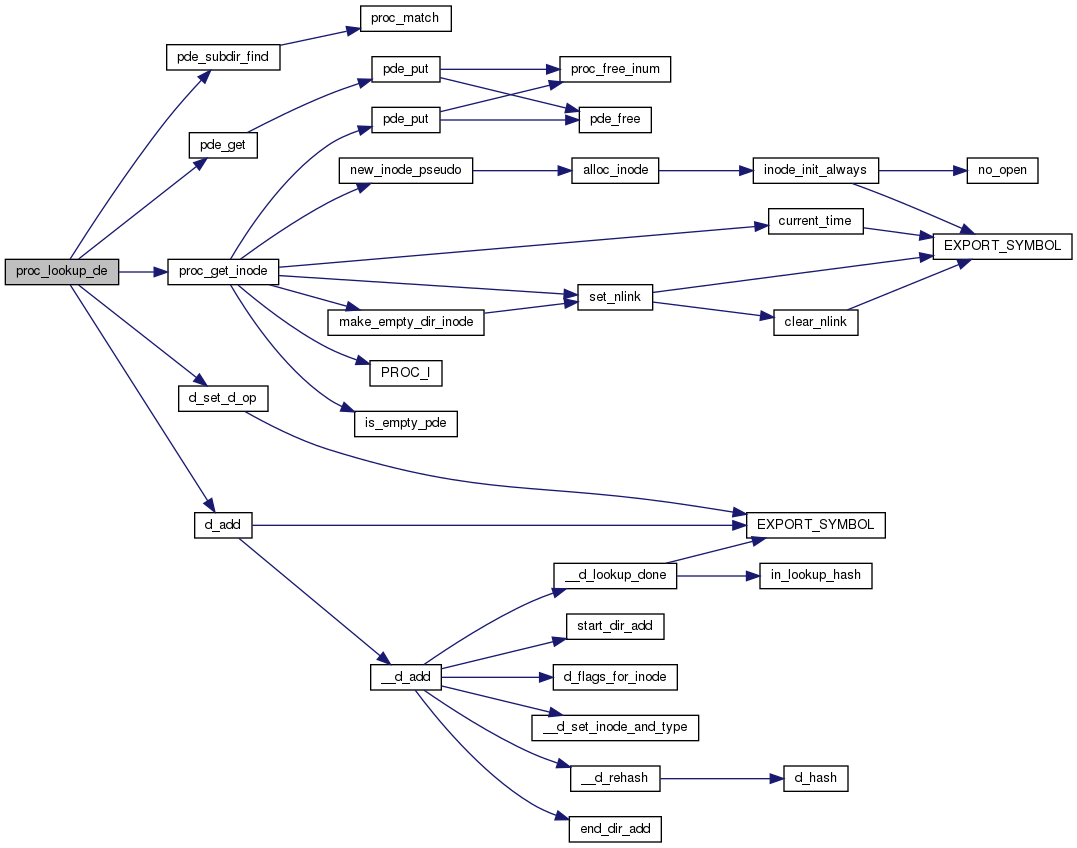 proc_match
pde_subdir_find
pde_put
proc_free_inum
pde_put
pde_free
pde_get
new_inode_pseudo
alloc_inode
inode_init_always
no_open
current_time
EXPORT_SYMBOL
proc_lookup_de
proc_get_inode
set_nlink
make_empty_dir_inode
clear_nlink
PROC_I
d_set_d_op
is_empty_pde
d_add
EXPORT_SYMBOL
__d_lookup_done
in_lookup_hash
start_dir_add
__d_add
d_flags_for_inode
__d_set_inode_and_type
__d_rehash
d_hash
end_dir_add